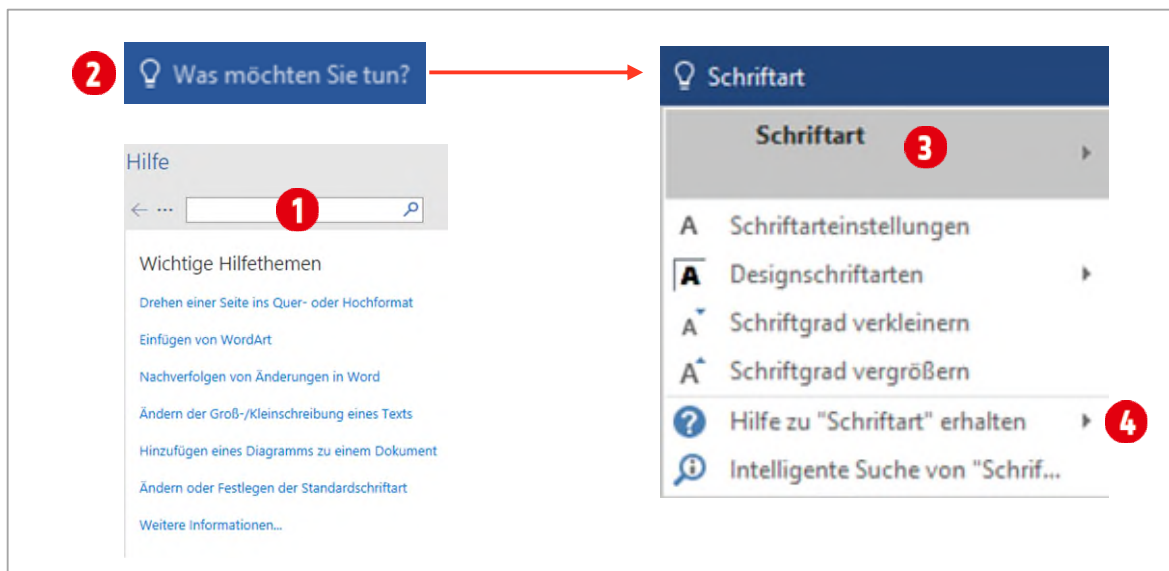 2 Was möchten Sie tun?
Hilfe
1
Wichtige Hilfethemen
Drehen einer Seite ins Quer- oder Hochformat
Einfügen von WordArt
Nachverfolgen von Änderungen in Word
Ändern der Groß-/Kleinschreibung eines Texts
Hinzufügen eines Diagramms zu einem Dokument
Ändern oder Festlegen der Standardschriftart
Weitere Informationen...
Schriftart
Schriftart 3
A Schriftarteinstellungen
A Designschriftarten
A Schriftgrad verkleinern
A Schriftgrad vergrößern
? Hilfe zu "Schriftart" erhalten 4
Intelligente Suche von "Schrif...